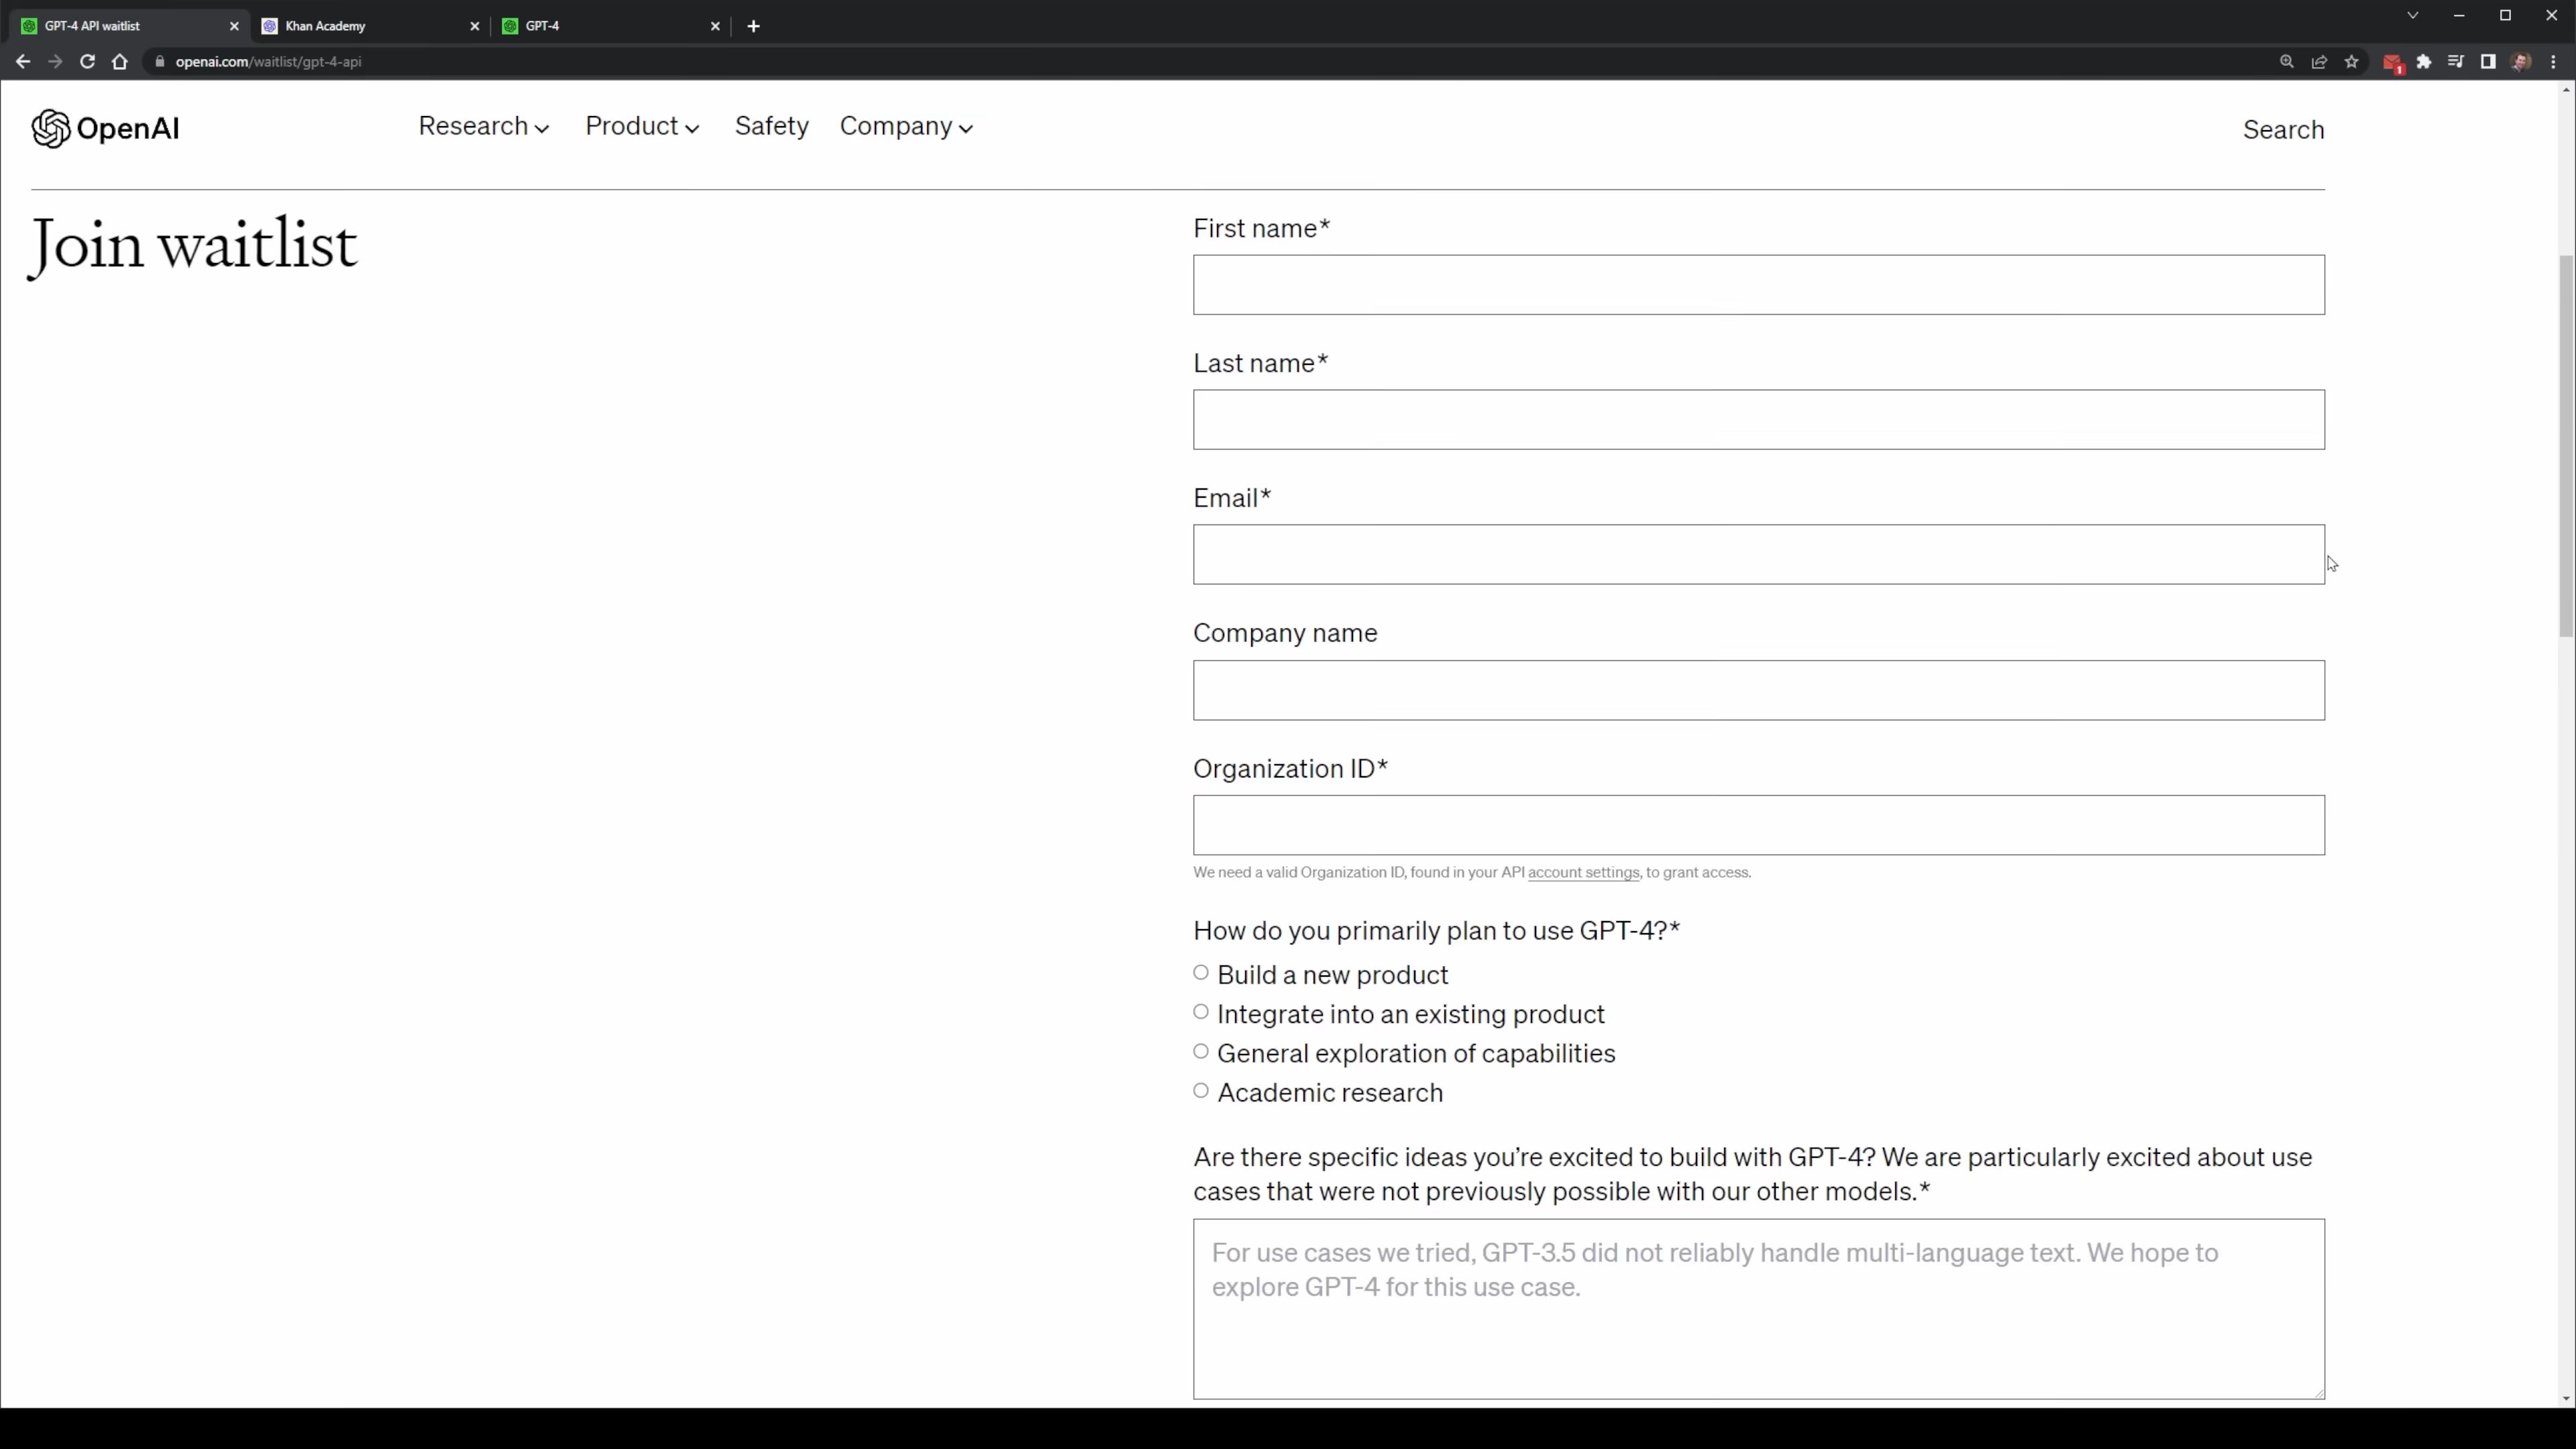 GPT-4 API waitlist
Khan Academy
GPT-4
openai.com/waitlist/gpt-4-api
1
OpenAI
Research
Product
Safety
Company
Search
Join waitlist
First name*
Last name*
Email*
Company name
Organization ID*
We need a valid Organization ID, found in your API account settings, to grant access.
How do you primarily plan to use GPT-4?*
Build a new product
Integrate into an existing product
General exploration of capabilities
Academic research
Are there specific ideas you’re excited to build with GPT-4? We are particularly excited about use
cases that were not previously possible with our other models.*
For use cases we tried, GPT-3.5 did not reliably handle multi-language text. We hope to
explore GPT-4 for this use case.